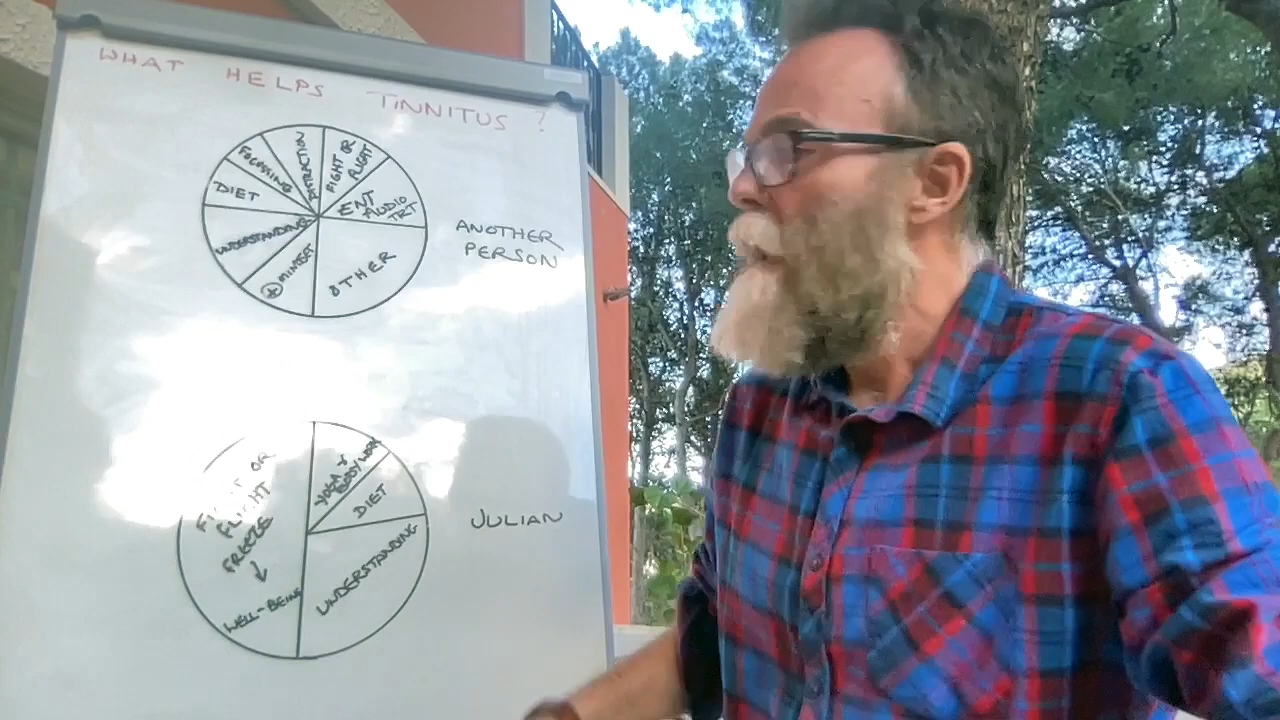 WHAT HELPS TINNITUS ?
FOCUSSING
FIGHT OR
FLIGHT
DIET
ENT
AUDIO
TRT
UNDERSTANDING
+ MINDSET
OTHER
ANOTHER
PERSON
OR
FLIGHT
FREEZE
WELL-BEING
YOGA +
BODYWORK
DIET
UNDERSTANDING
JULIAN